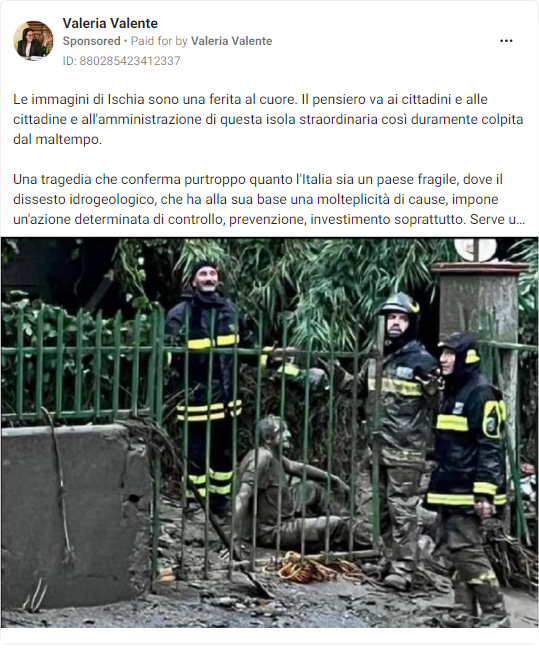 Valeria Valente
Sponsored • Paid for by Valeria Valente
ID: 880285423412337
Le immagini di Ischia sono una ferita al cuore. Il pensiero va ai cittadini e alle
cittadine e all'amministrazione di questa isola straordinaria così duramente colpita
dal maltempo.
Una tragedia che conferma purtroppo quanto l'Italia sia un paese fragile, dove il
dissesto idrogeologico, che ha alla sua base una molteplicità di cause, impone
un'azione determinata di controllo, prevenzione, investimento soprattutto. Serve u...